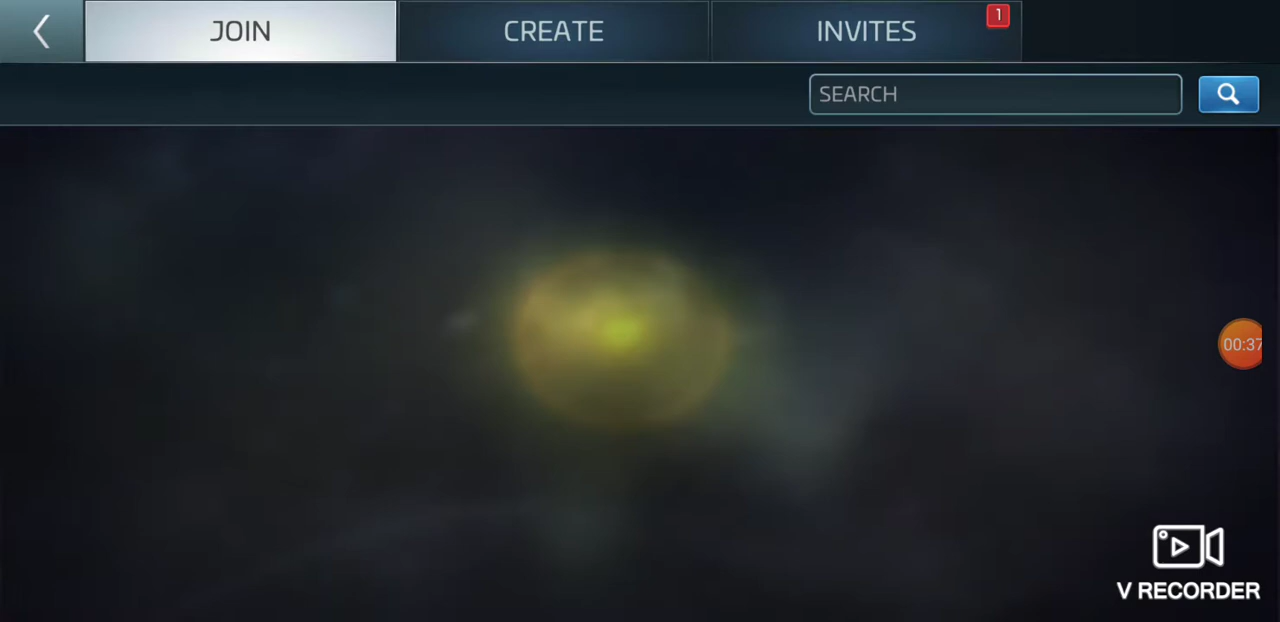 JOIN
CREATE
INVITES
1
SEARCH
00:37
V RECORDER